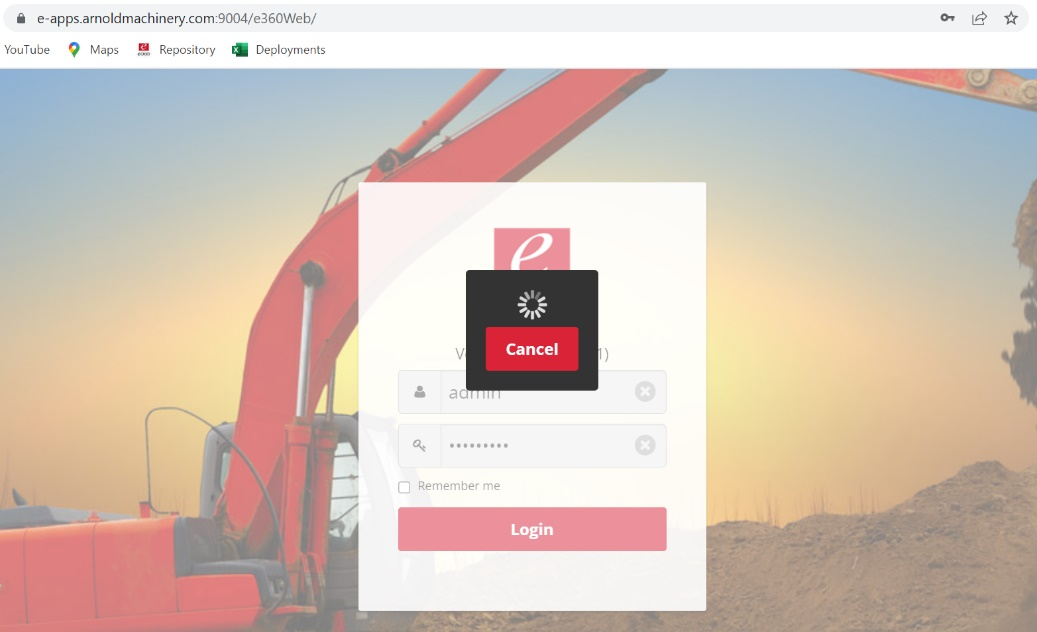 e-apps.arnoldmachinery.com:9004/e360Web/
YouTube Maps Repository Deployments
e
Cancel
admin
Remember me
Login